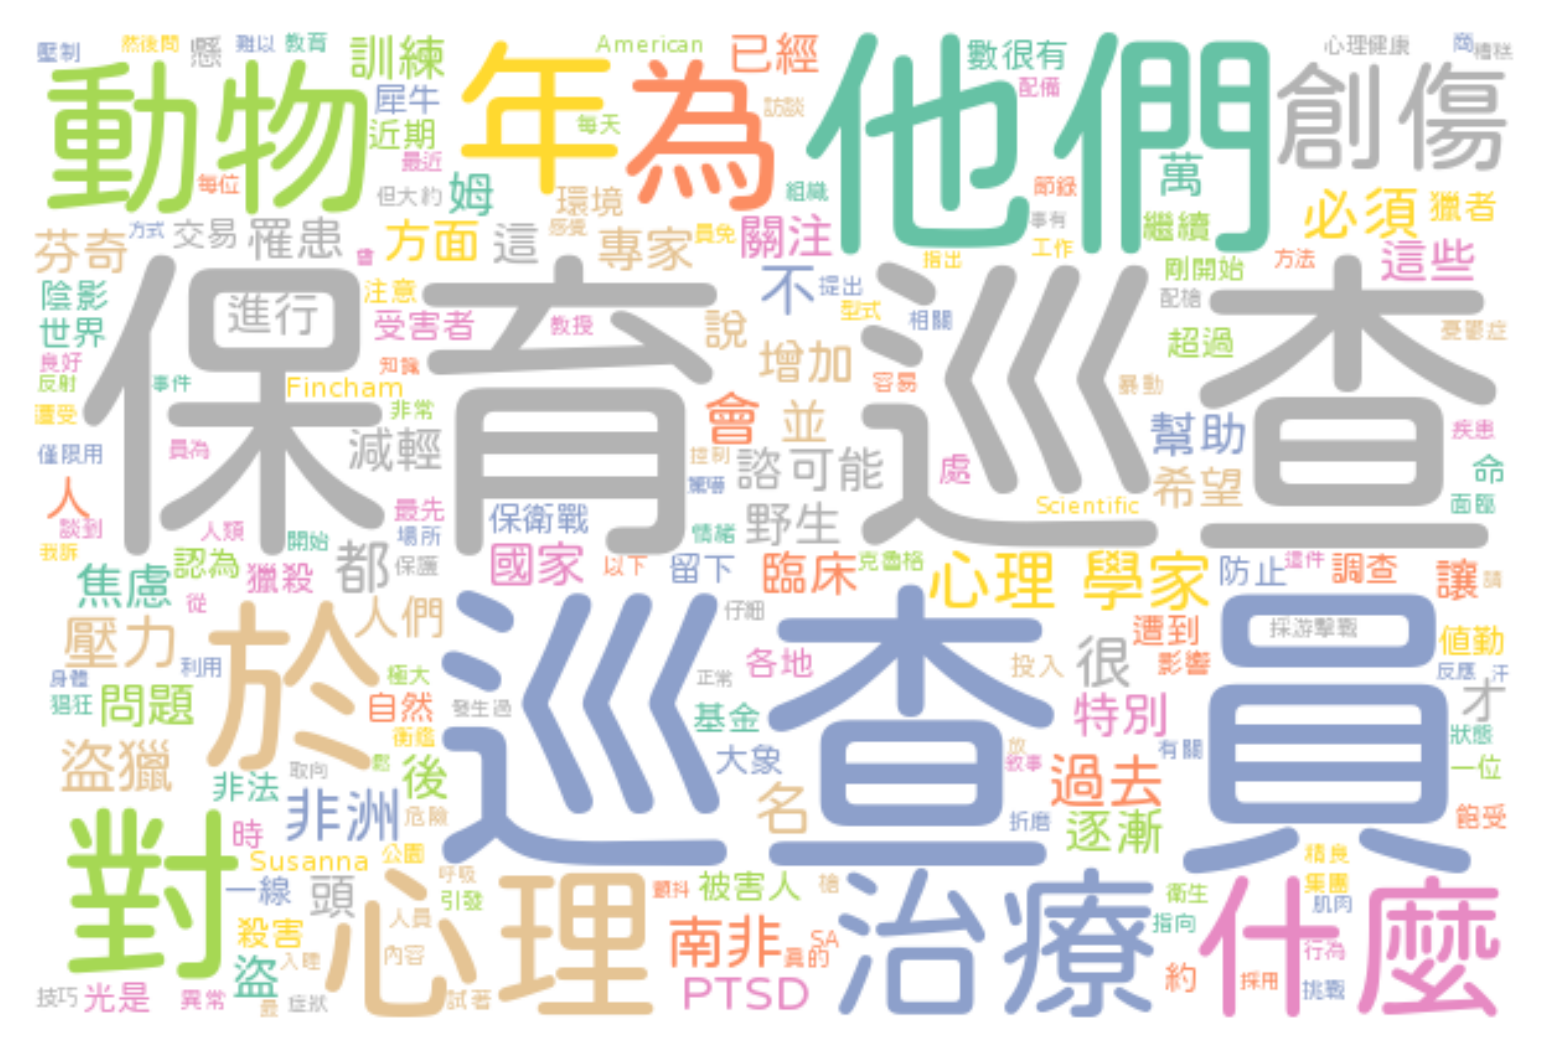 壓制 然後問 懸 難以 教育 訓練 American 已經 數很有 心理健康 商 糟糕
動物 年 為 他們 創傷
犀牛 配備 訪談
近期 每天
每位 最近 但大約 姆 環境 組織 節錄 萬 必須 獵者
芬奇 方式 交易 罹患 方面 這 感覺 專家 員免 關注 事有 工作 繼續 這些
會 指出 方法
陰影 進行 注意 不 提出 剛開始
世界 受害者 教授 說 型式 相關 配槍 憂鬱症
保育巡查
良好 知識 增加 超過
反射 事件 Fincham 容易 暴動
遭受 非常 會 並 幫助 疾患
僅限用 員為 減輕 控制 諮 可能 處 希望 命
人 驚嚇 Scientific 面臨
談到 人類 最先 保衛戰 情緒 野生
我訴 開始 場所
認為 都 國家 以下 留下 臨床 克魯格 心理 學家 防止 這件 調查 讓 請
焦慮 從 獵殺 保護
壓力 於 人們 仔細 採游擊戰
遭到 值勤
身體 利用 極大 各地 正常 投入 很 影響 反應 汗
猖狂 問題 自然 發生過 基金 特別 才
巡查員
衡鑑 放 有關 狀態
盜獵 取向 鬆 後 大象 敘事 過去 一位
非法 非洲 危險 名 折磨 逐漸 飽受
對 時
Susanna 公園 精良
一線 頭 呼吸 引發 顫抖 被害人 槍 衛生 集團
心理 治療 什麼
殺害 人員 南非 SA 指向 肌肉
盜 入睡 內容 真的 行為
技巧 光是 異常 最 症狀 試著 PTSD 約 採用 挑戰